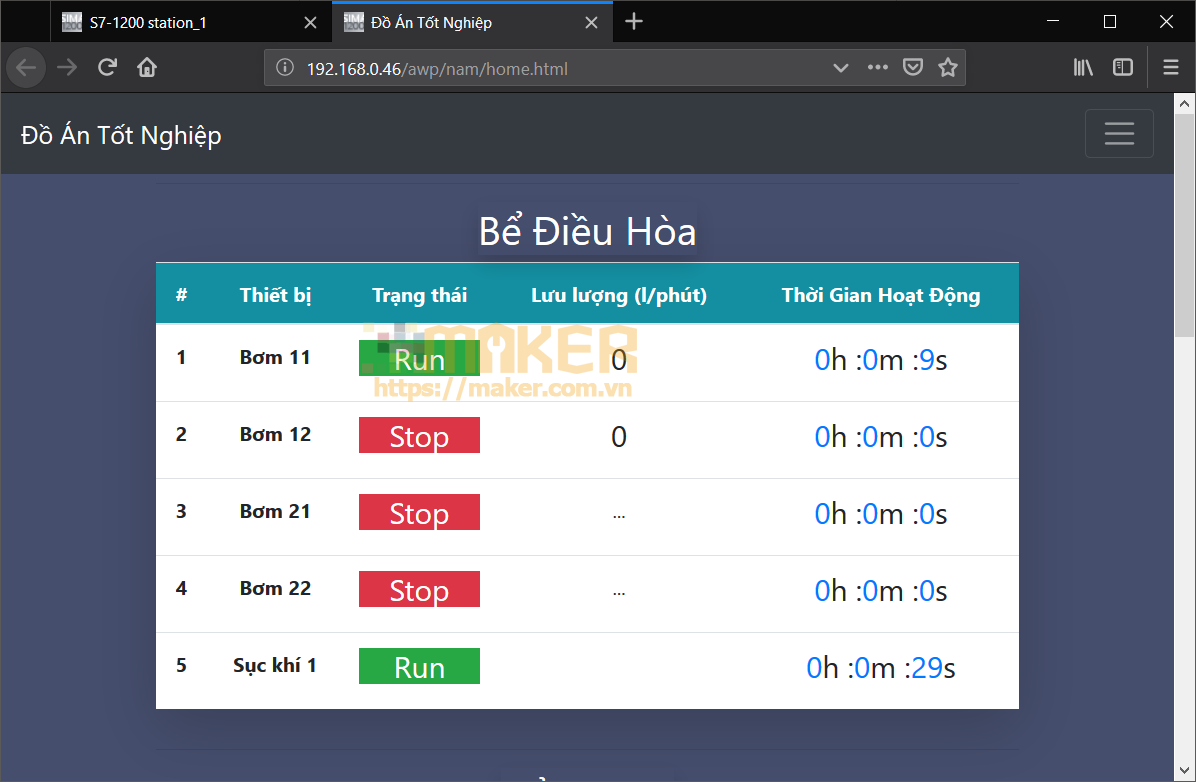 S7-1200 station_1
Đồ Án Tốt Nghiệp
192.168.0.46/awp/nam/home.html
Đồ Án Tốt Nghiệp
Bể Điều Hòa
# Thiết bị Trạng thái Lưu lượng (l/phút) Thời Gian Hoạt Động
1 Bơm 11 Run 0 0h :0m :9s
MAKER
https://maker.com.vn
2 Bơm 12 Stop 0 0h :0m :0s
3 Bơm 21 Stop ... 0h :0m :0s
4 Bơm 22 Stop ... 0h :0m :0s
5 Sục khí 1 Run 0h :0m :29s